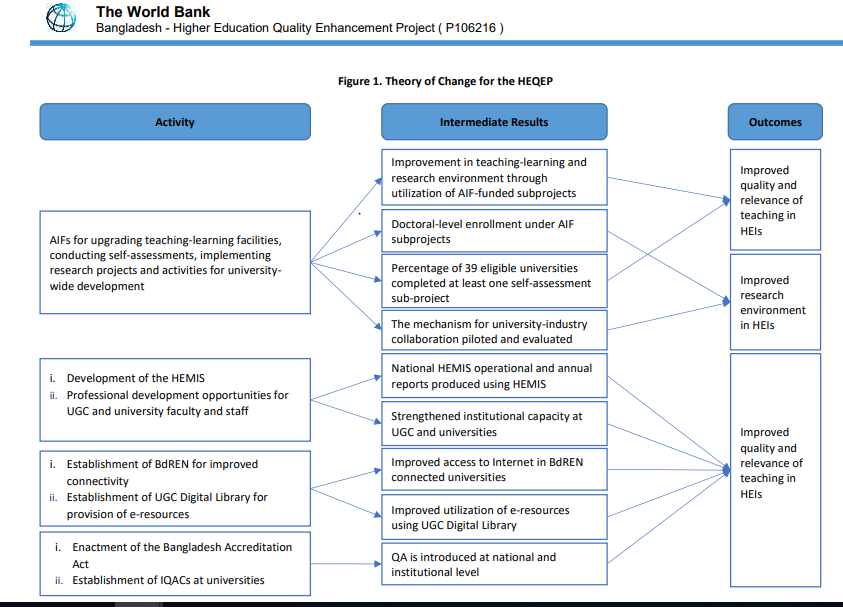 The World Bank
Bangladesh - Higher Education Quality Enhancement Project ( P106216 )
Figure 1. Theory of Change for the HEQEP
Activity
Intermediate Results
Outcomes
AIFs for upgrading teaching-learning facilities,
conducting self-assessments, implementing
research projects and activities for university-
wide development
i. Development of the HEMIS
ii. Professional development opportunities for
UGC and university faculty and staff
i. Establishment of BdREN for improved
connectivity
ii. Establishment of UGC Digital Library for
provision of e-resources
i. Enactment of the Bangladesh Accreditation
Act
ii. Establishment of IQACs at universities
Improvement in teaching-learning and
research environment through
utilization of AIF-funded subprojects
Doctoral-level enrollment under AIF
subprojects
Percentage of 39 eligible universities
completed at least one self-assessment
sub-project
The mechanism for university-industry
collaboration piloted and evaluated
National HEMIS operational and annual
reports produced using HEMIS
Strengthened institutional capacity at
UGC and universities
Improved access to Internet in BdREN
connected universities
Improved utilization of e-resources
using UGC Digital Library
QA is introduced at national and
institutional level
Improved
quality and
relevance of
teaching in
HEIs
Improved
research
environment
in HEIs
Improved
quality and
relevance of
teaching in
HEIs